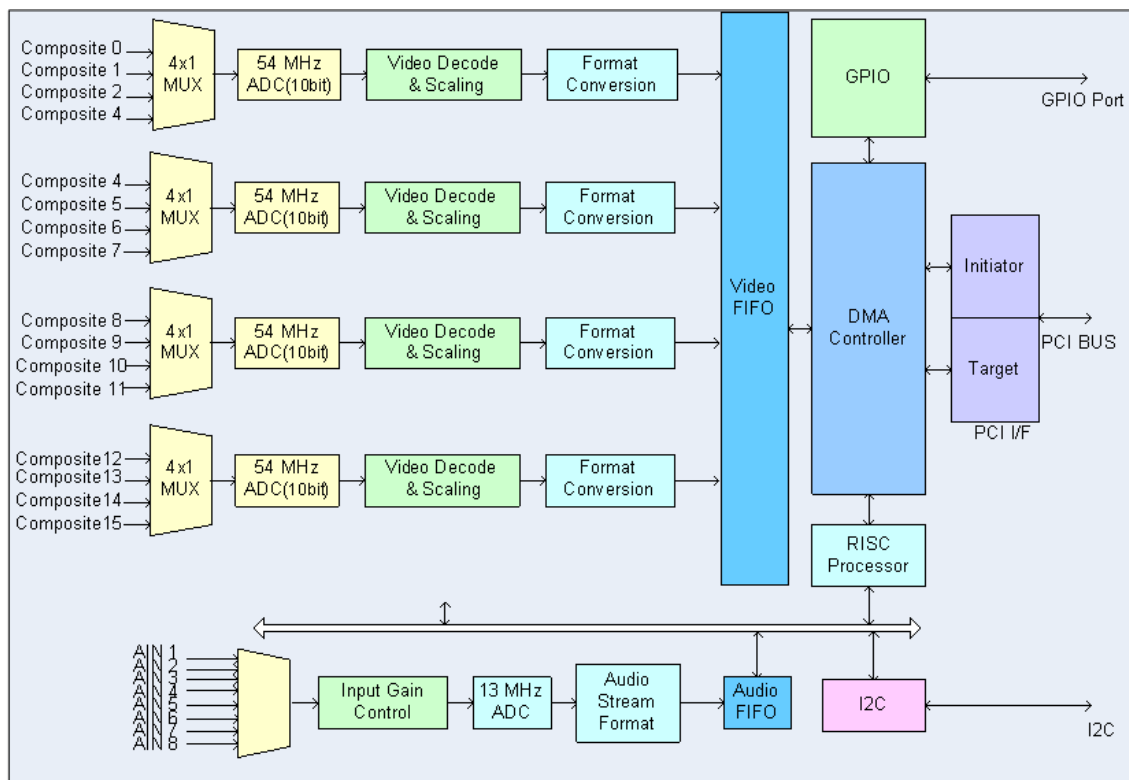 Composite 0
Composite 1
Composite 2
Composite 4
4x1
MUX
54 MHz
ADC(10bit)
Video Decode
& Scaling
Format
Conversion
Composite 4
Composite 5
Composite 6
Composite 7
4x1
MUX
54 MHz
ADC(10bit)
Video Decode
& Scaling
Format
Conversion
Composite 8
Composite 9
Composite 10
Composite 11
4x1
MUX
54 MHz
ADC(10bit)
Video Decode
& Scaling
Format
Conversion
Composite12
Composite13
Composite14
Composite15
4x1
MUX
54 MHz
ADC(10bit)
Video Decode
& Scaling
Format
Conversion
Video
FIFO
GPIO
GPIO Port
DMA
Controller
Initiator
Target
PCI BUS
PCI I/F
RISC
Processor
AIN 1
AIN 2
AIN 3
AIN 4
AIN 5
AIN 6
AIN 7
AIN 8
Input Gain
Control
13 MHz
ADC
Audio
Stream
Format
Audio
FIFO
I2C
I2C